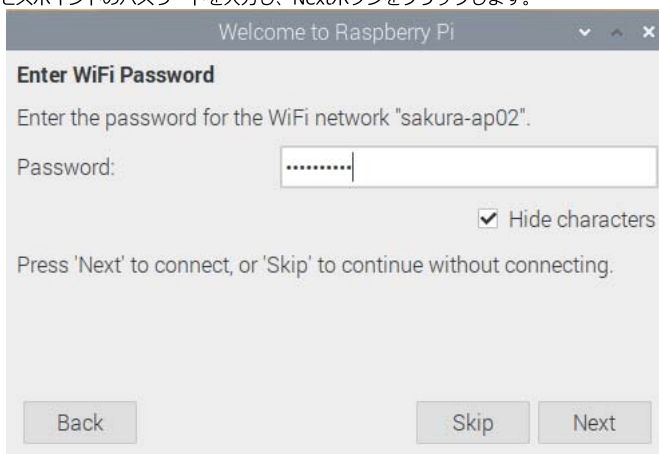 セスポイントのパスワードを入力し、Nextボタンをクリックします。
Welcome to Raspberry Pi
Enter WiFi Password
Enter the password for the WiFi network "sakura-ap02".
Password: ••••••••••
Hide characters
Press 'Next' to connect, or 'Skip' to continue without connecting.
Back Skip Next